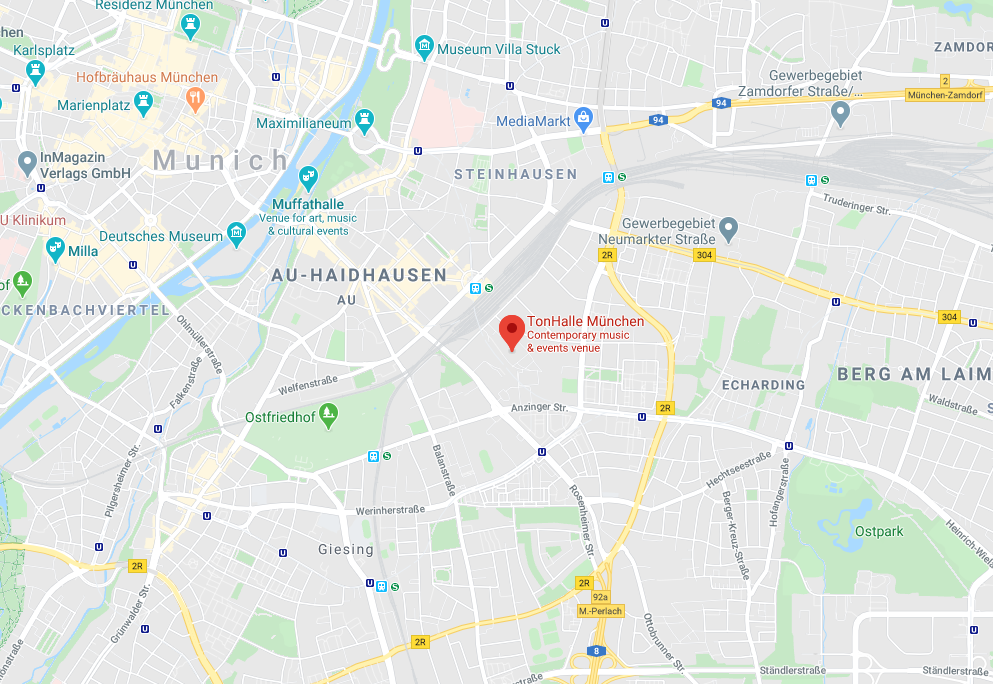 Residenz München
chen
Karlsplatz
Museum Villa Stuck
ZAMDOR
Hofbräuhaus München
Gewerbegebiet
Zamdorfer Straße/...
2
München-Zamdorf
Marienplatz
94
94
Maximilianeum
MediaMarkt
Munich
InMagazin
Verlags GmbH
STEINHAUSEN
S
S
Muffathalle
Venue for art, music
& cultural events
Truderinger Str.
U Klinikum
Deutsches Museum
Gewerbegebiet
Neumarkter Straße
Milla
2R
304
AU-HAIDHAUSEN
of
S
AU
CKENBACHVIERTEL
304
TonHalle München
Contemporary music
& events venue
Ohlmüllerstraße
Falkenstraße
Welfenstraße
ECHARDING
BERG AM LAIM
Waldstraße
S
Ostfriedhof
Anzinger Str.
2R
S
Balanstraße
Hechtseestraße
Pilgersheimer Str.
Rosenheimer Str.
Berger-Kreuz-Straße
Hofangerstraße
Werinherstraße
Ostpark
Heinrich-Wiela
Giesing
2R
S
2R
92a
M.-Perlach
Grünwalder Str.
Ottobrunner Str.
2R
8
Ständlerstraße
Ständlerstraße